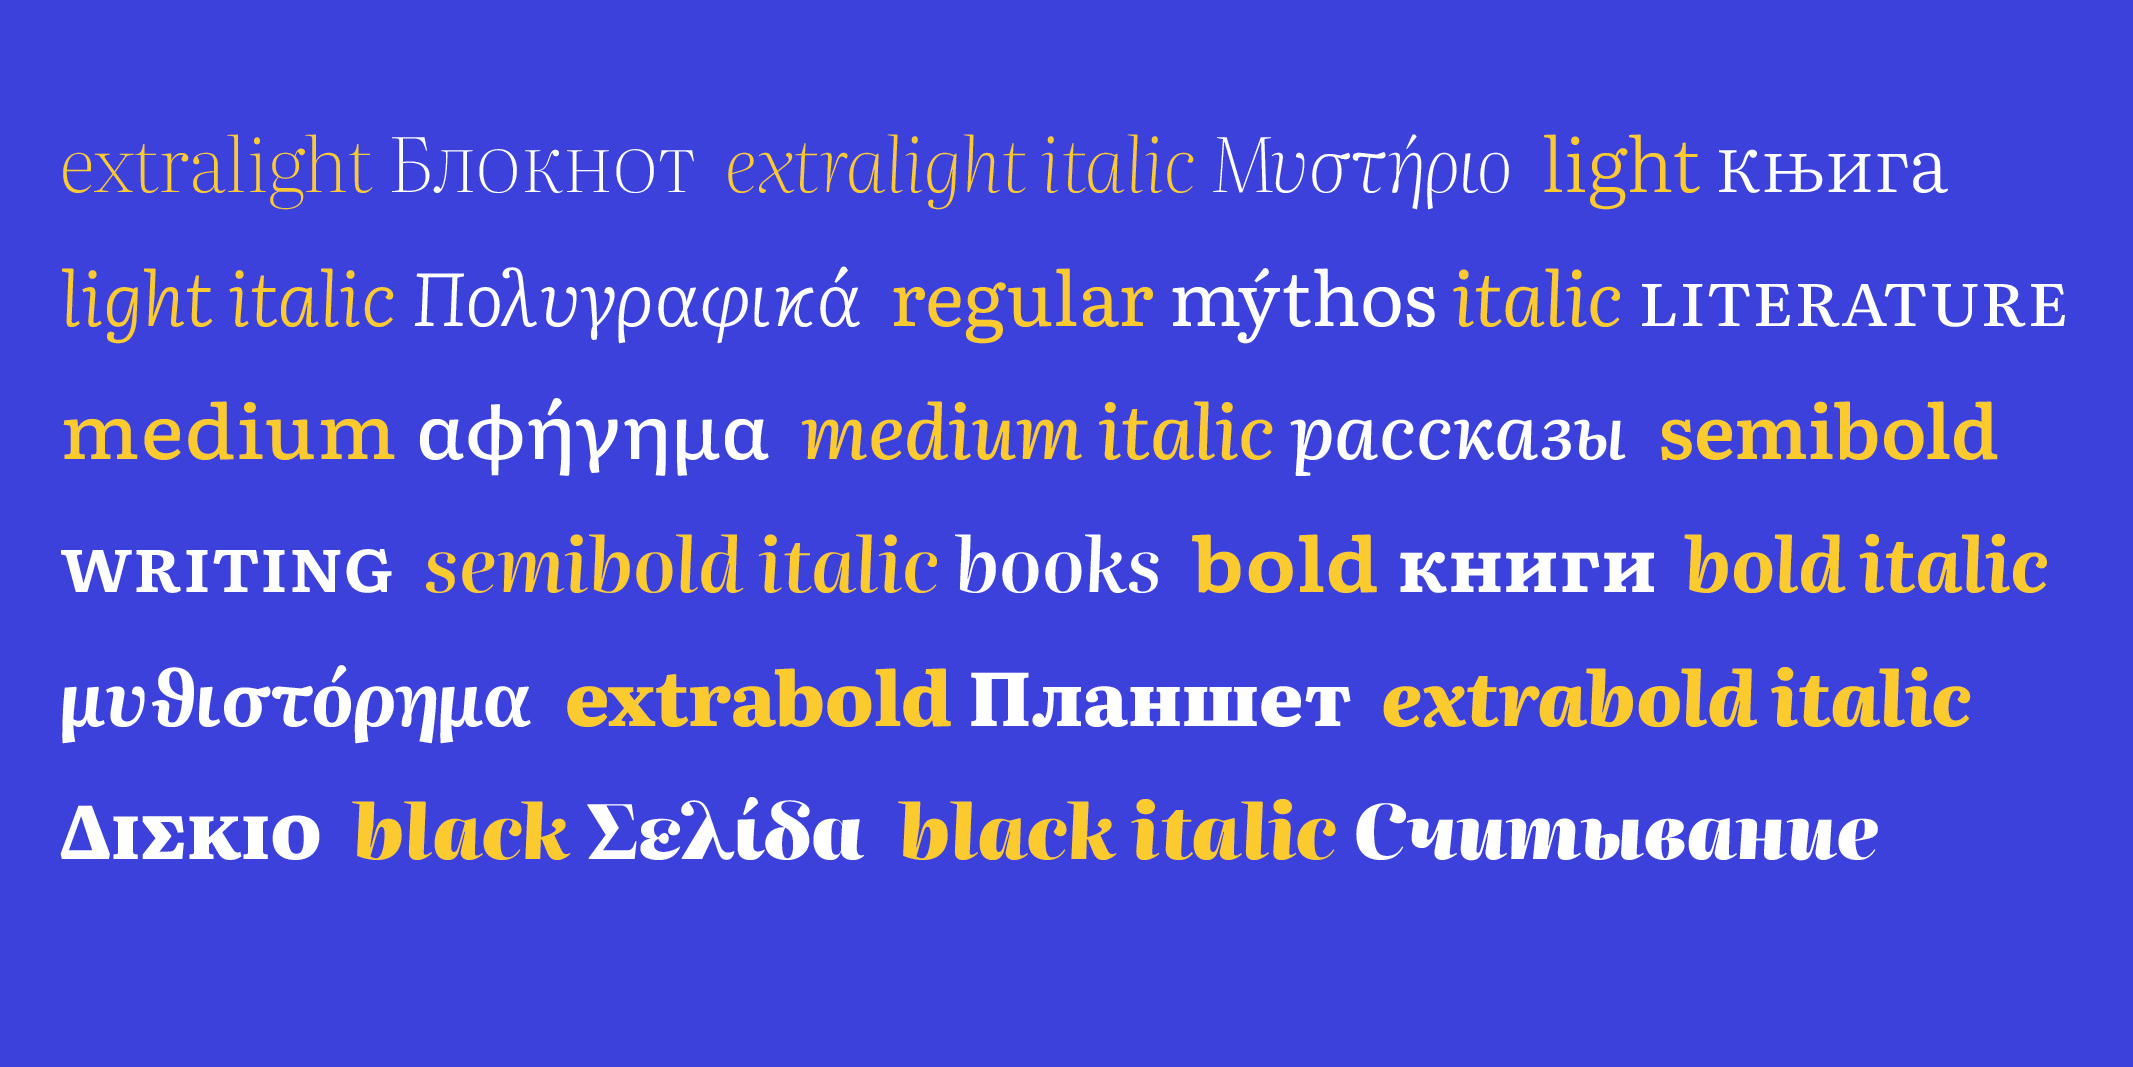 extralight Блокнот extralight italic Μυστήριο light књига
light italic Πολυγραφικά regular mýthos italic LITERATURE
medium αφήγημα medium italic рассказы semibold
WRITING semibold italic books bold книги bold italic
μυθιστόρημα extrabold Планшет extrabold italic
ΔΙΣΚΙΟ black Σελίδα black italic Считывание